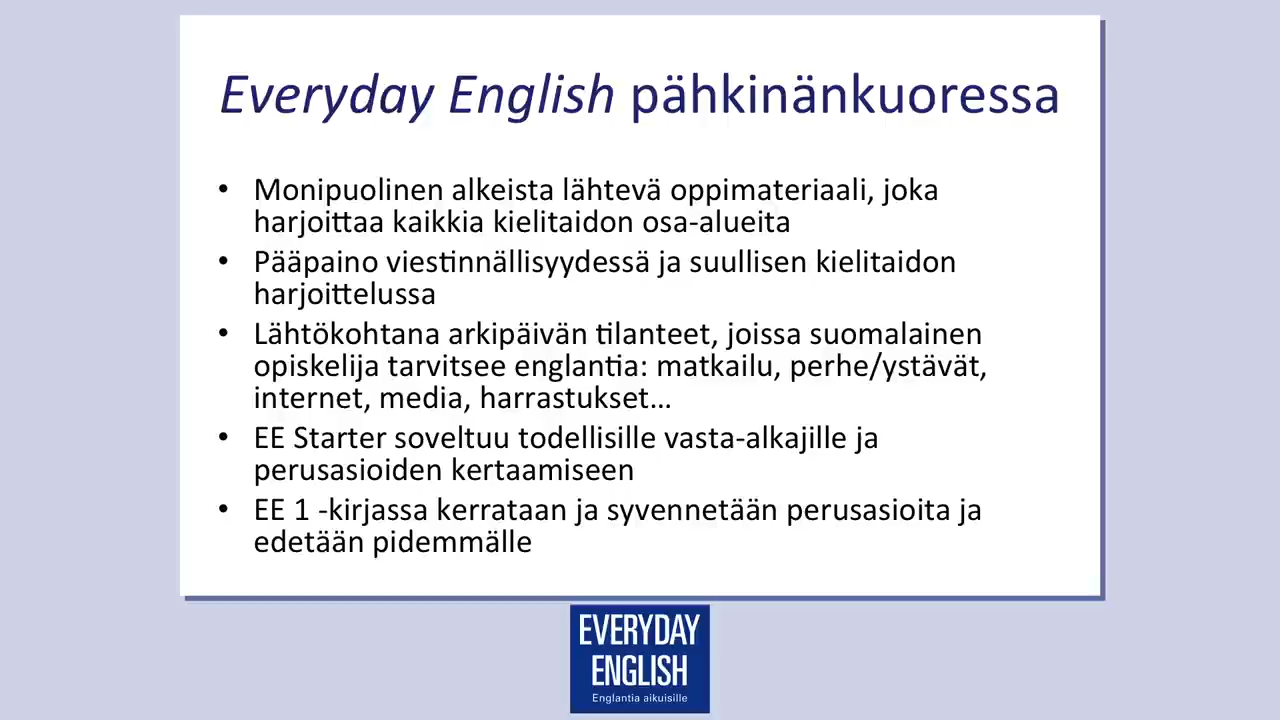 Everyday English pähkinänkuoressa
• Monipuolinen alkeista lähtevä oppimateriaali, joka
harjoittaa kaikkia kielitaidon osa-alueita
• Pääpaino viestinnällisyydessä ja suullisen kielitaidon
harjoittelussa
• Lähtökohtana arkipäivän tilanteet, joissa suomalainen
opiskelija tarvitsee englantia: matkailu, perhe/ystävät,
internet, media, harrastukset…
• EE Starter soveltuu todellisille vasta-alkajille ja
perusasioiden kertaamiseen
• EE 1 -kirjassa kerrataan ja syvennetään perusasioita ja
edetään pidemmälle
EVERYDAY
ENGLISH
Englantia aikuisille